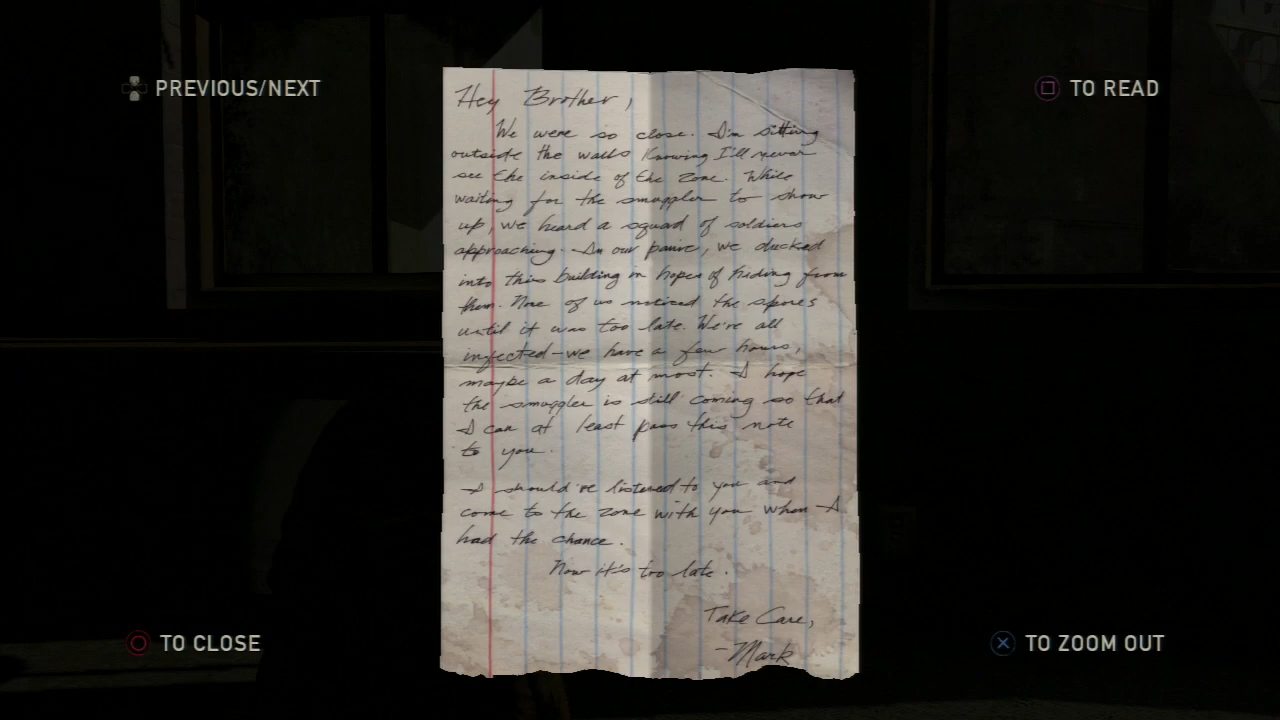 PREVIOUS/NEXT
TO READ
Hey Brother,
We were so close. I'm sitting
outside the walls knowing I'll never
see the inside of the zone. While
waiting for the smuggler to show
up, we heard a squad of soldiers
approaching. In our panic, we ducked
into this building in hopes of hiding from
them. None of us noticed the spores
until it was too late. We're all
infected-we have a few hours,
maybe a day at most. I hope
the smuggler is still coming so that
I can at least pass this note
to you.
I should've listened to you and
come to the zone with you when I
had the chance.
Now it's too late.
Take Care,
-Mark
TO CLOSE
TO ZOOM OUT